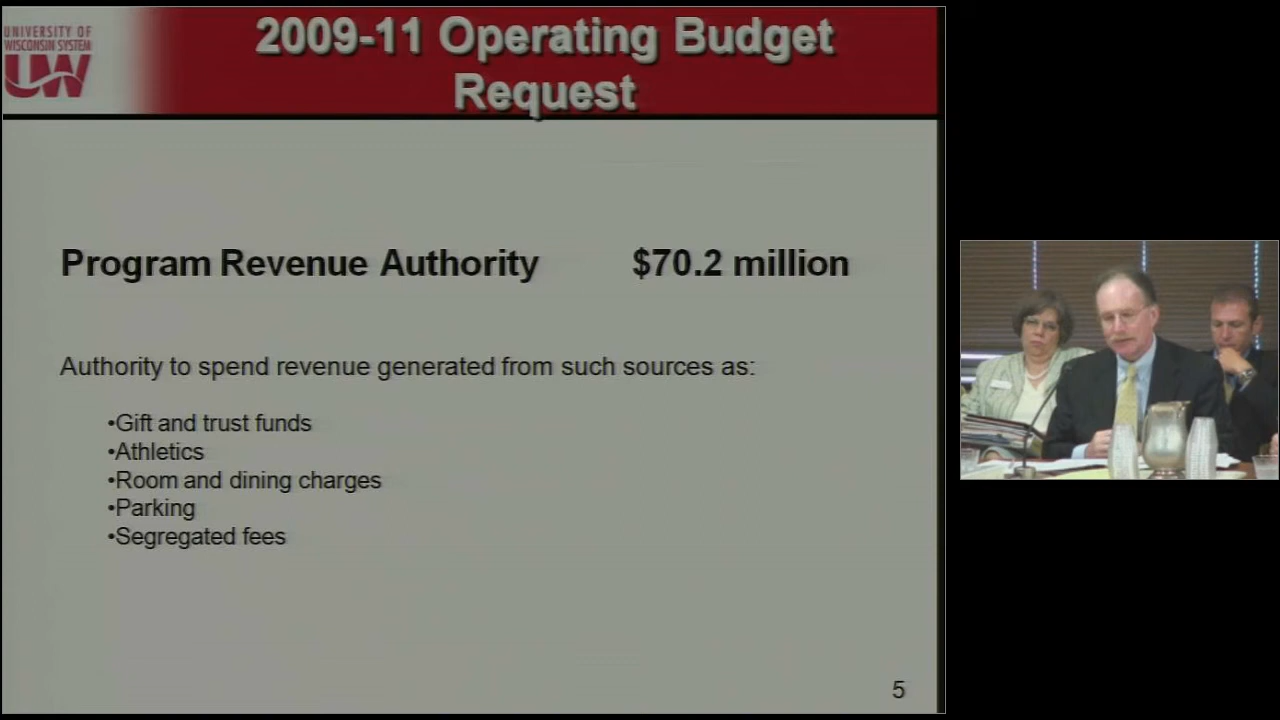 UNIVERSITY OF
WISCONSIN SYSTEM
UW
2009-11 Operating Budget
Request
Program Revenue Authority $70.2 million
Authority to spend revenue generated from such sources as:
•Gift and trust funds
•Athletics
•Room and dining charges
•Parking
•Segregated fees
5